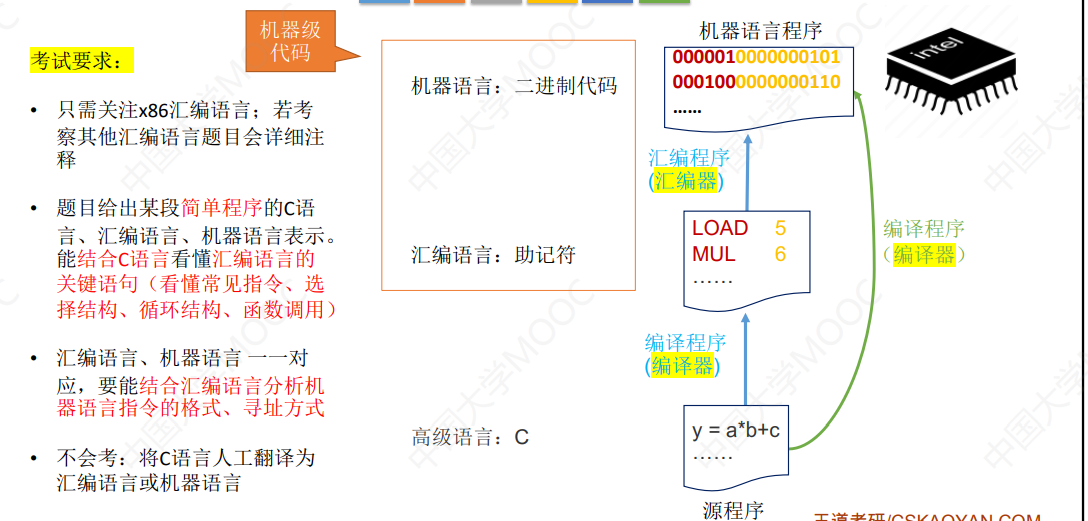 机器级
代码
考试要求：
• 只需关注x86汇编语言；若考
察其他汇编语言题目会详细注
释
• 题目给出某段简单程序的C语
言、汇编语言、机器语言表示。
能结合C语言看懂汇编语言的
关键语句（看懂常见指令、选
择结构、循环结构、函数调用）
• 汇编语言、机器语言 一一对
应，要能结合汇编语言分析机
器语言指令的格式、寻址方式
• 不会考：将C语言人工翻译为
汇编语言或机器语言
机器语言：二进制代码
汇编语言：助记符
高级语言：C
机器语言程序
0000010000000101
0001000000000110
……
intel
汇编程序
(汇编器)
LOAD 5
MUL 6
……
编译程序
（编译器）
编译程序
(编译器)
y = a*b+c
……
源程序
王道考研/CSKAOYAN.COM
中国大学MOOC